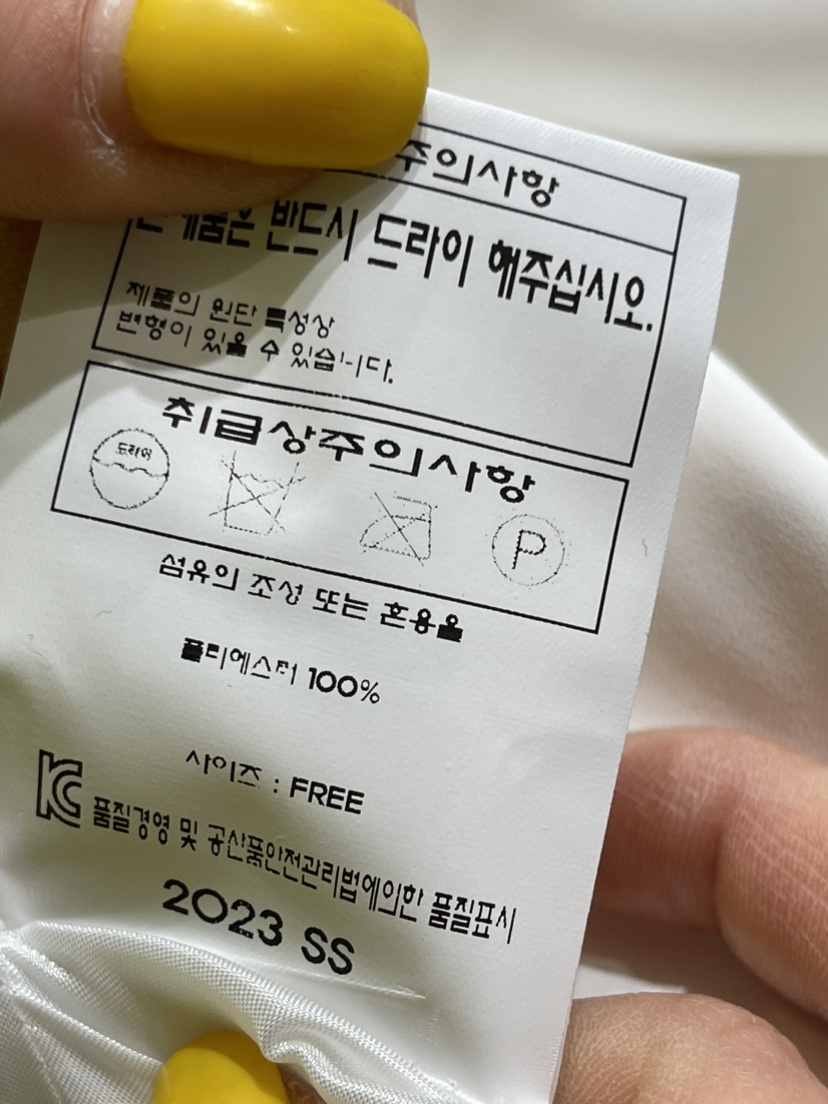 주의사항
본 제품은 반드시 드라이 해주십시오.
제품의 원단 특성상
변형이 있을 수 있습니다.
취급상주의사항
드라이
P
섬유의 조성 또는 혼용율
폴리에스터 100%
사이즈 : FREE
KC 품질경영 및 공산품안전관리법에의한 품질표시
2023 SS